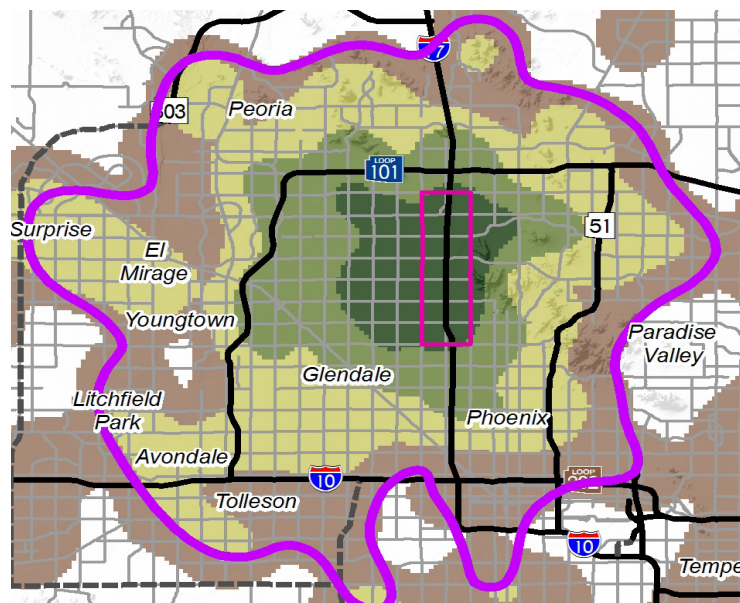 17
303
Peoria
LOOP
101
Surprise
51
El
Mirage
Youngtown
Paradise
Valley
Glendale
Litchfield
Park
Phoenix
Avondale
10
LOOP
Tolleson
10
Tempe